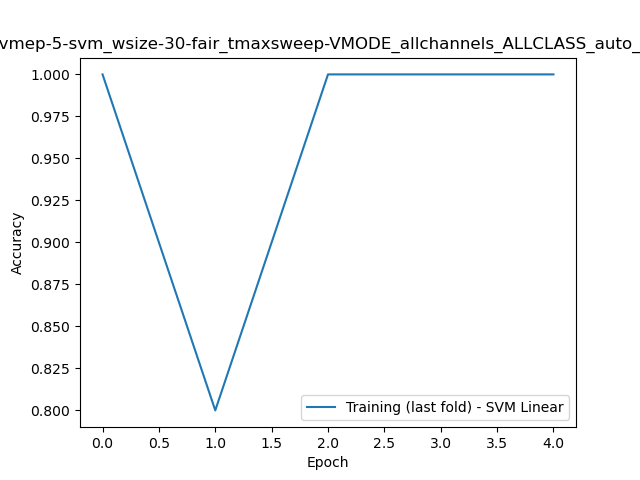 vmep-5-svm_wsize-30-fair_tmaxsweep-VMODE_allchannels_ALLCLASS_auto_
1.000
0.975
0.950
0.925
0.900
0.875
0.850
0.825
0.800
Accuracy
Training (last fold) - SVM Linear
0.0 0.5 1.0 1.5 2.0 2.5 3.0 3.5 4.0
Epoch